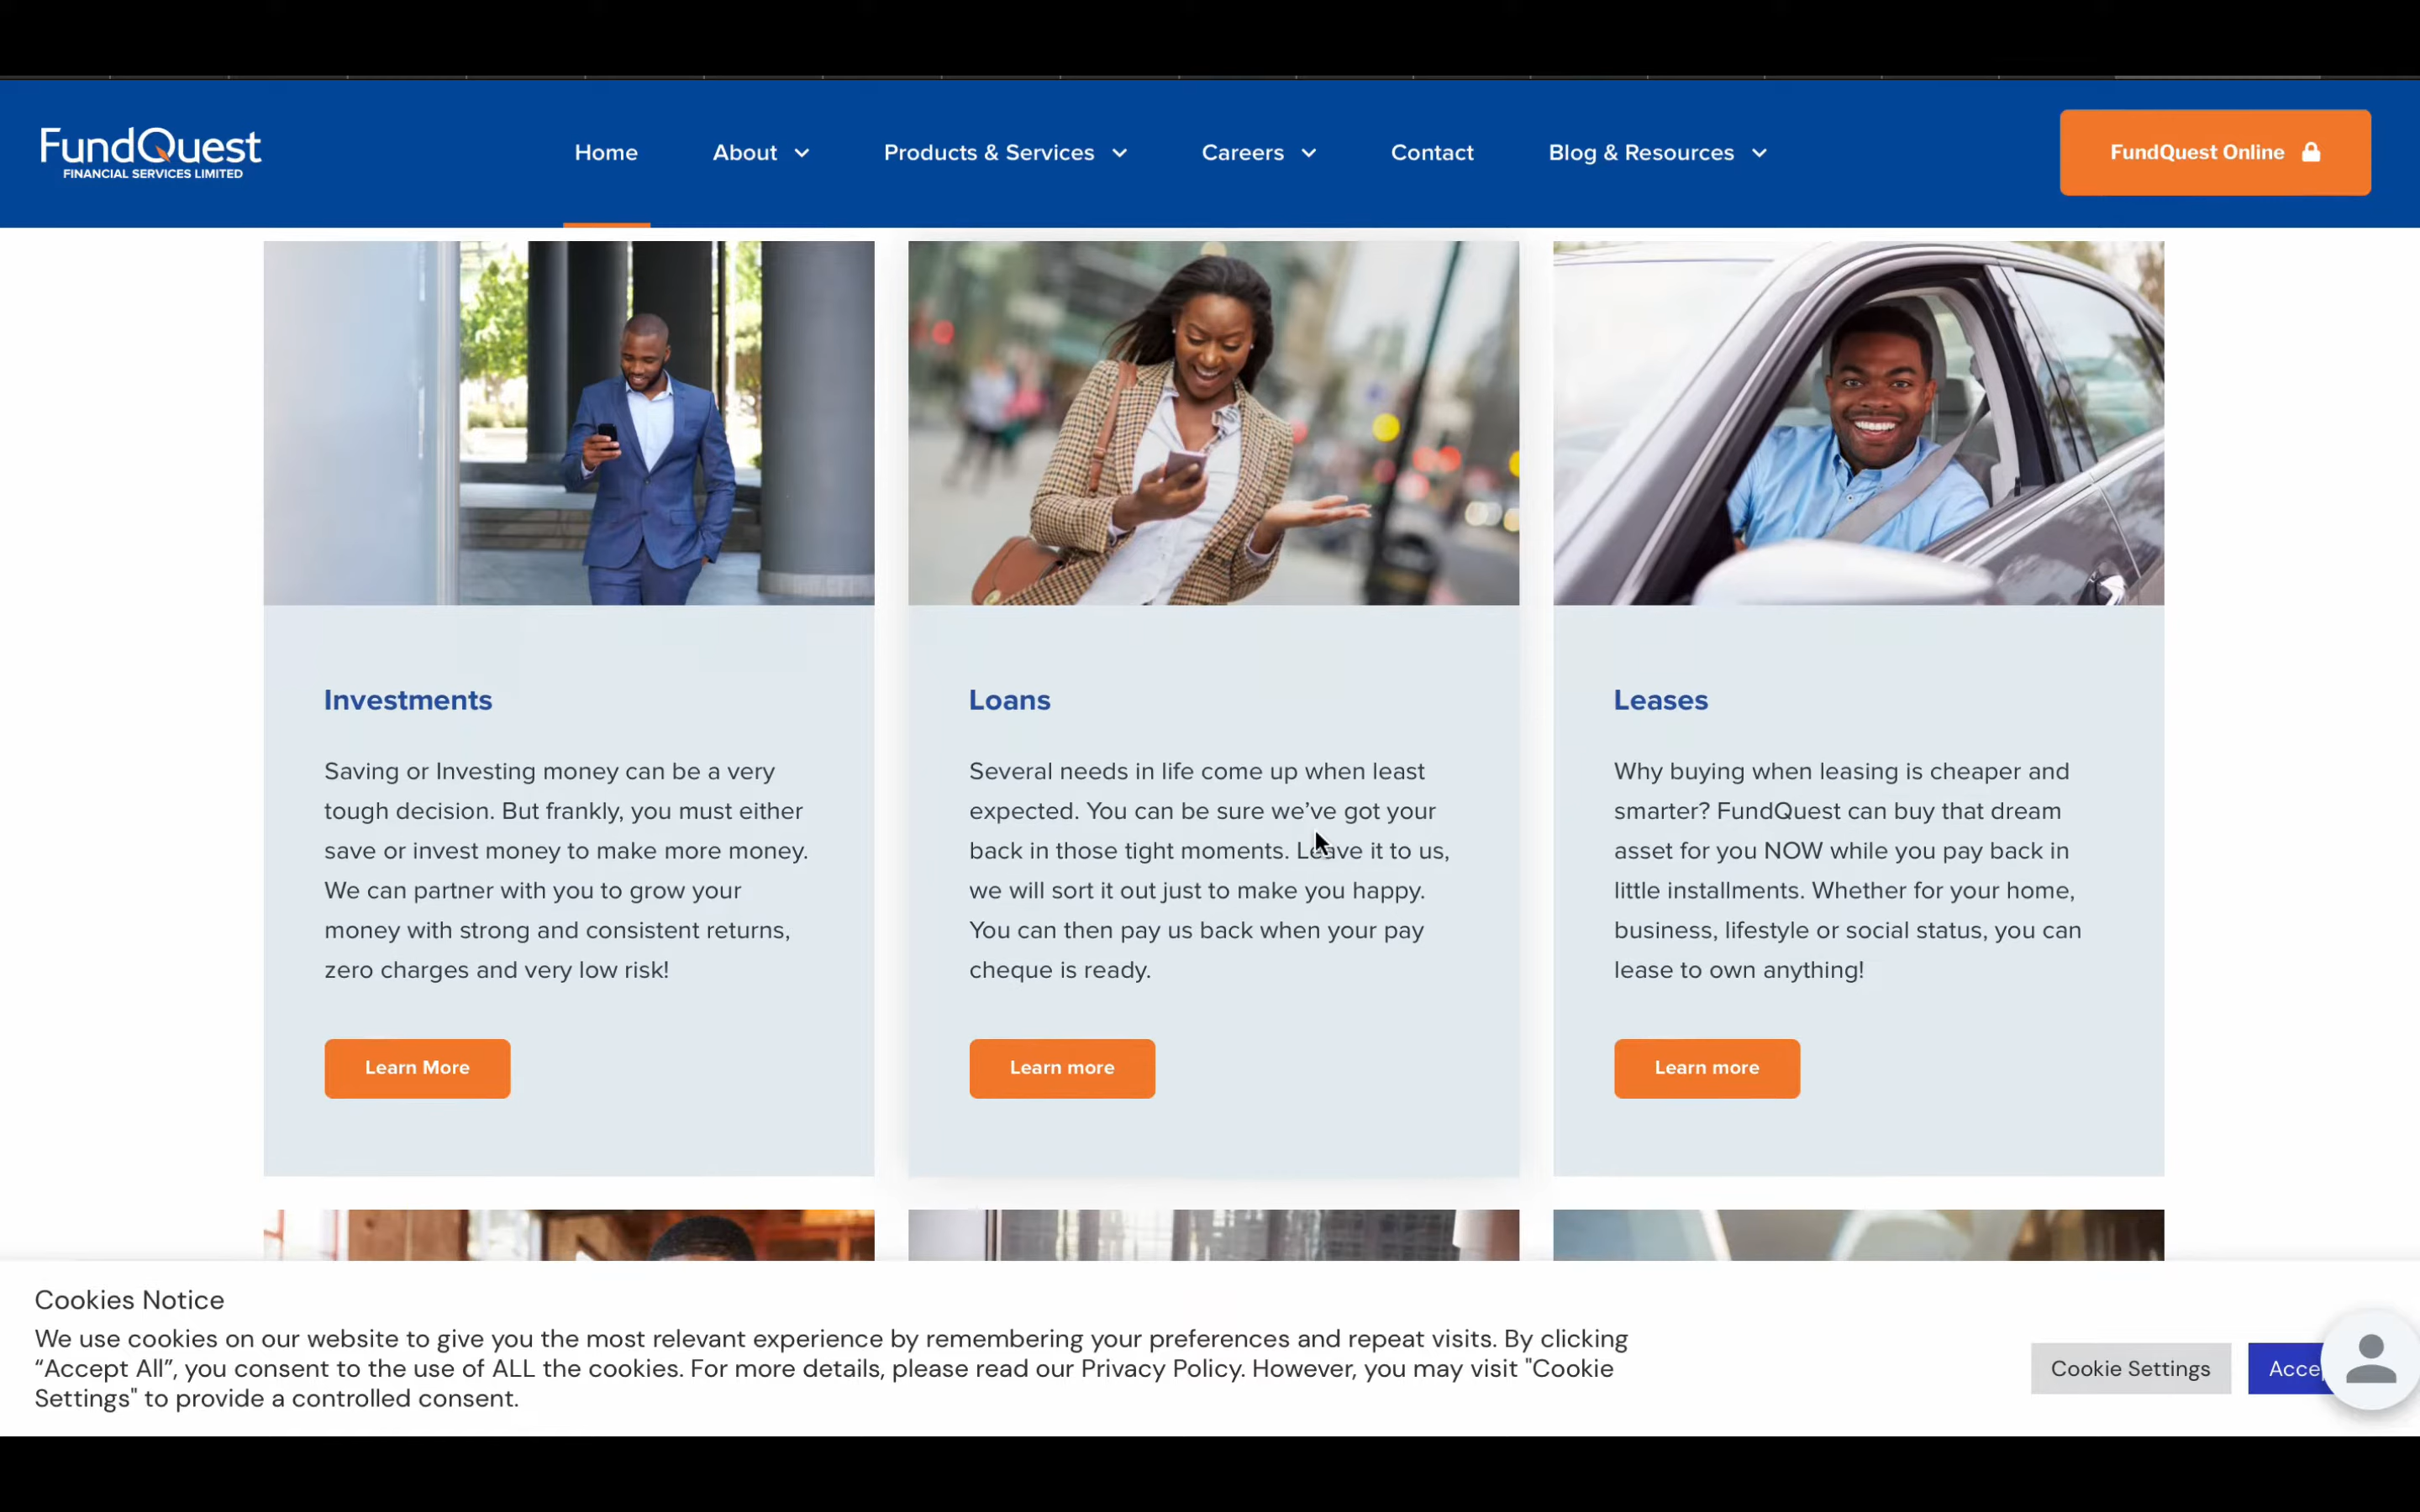 FundQuest
FINANCIAL SERVICES LIMITED
Home
About
Products & Services
Careers
Contact
Blog & Resources
FundQuest Online
Investments
Saving or Investing money can be a very
tough decision. But frankly, you must either
save or invest money to make more money.
We can partner with you to grow your
money with strong and consistent returns,
zero charges and very low risk!
Learn More
Loans
Several needs in life come up when least
expected. You can be sure we’ve got your
back in those tight moments. Leave it to us,
we will sort it out just to make you happy.
You can then pay us back when your pay
cheque is ready.
Learn more
Leases
Why buying when leasing is cheaper and
smarter? FundQuest can buy that dream
asset for you NOW while you pay back in
little installments. Whether for your home,
business, lifestyle or social status, you can
lease to own anything!
Learn more
Cookies Notice
We use cookies on our website to give you the most relevant experience by remembering your preferences and repeat visits. By clicking
“Accept All”, you consent to the use of ALL the cookies. For more details, please read our Privacy Policy. However, you may visit "Cookie
Settings" to provide a controlled consent.
Cookie Settings